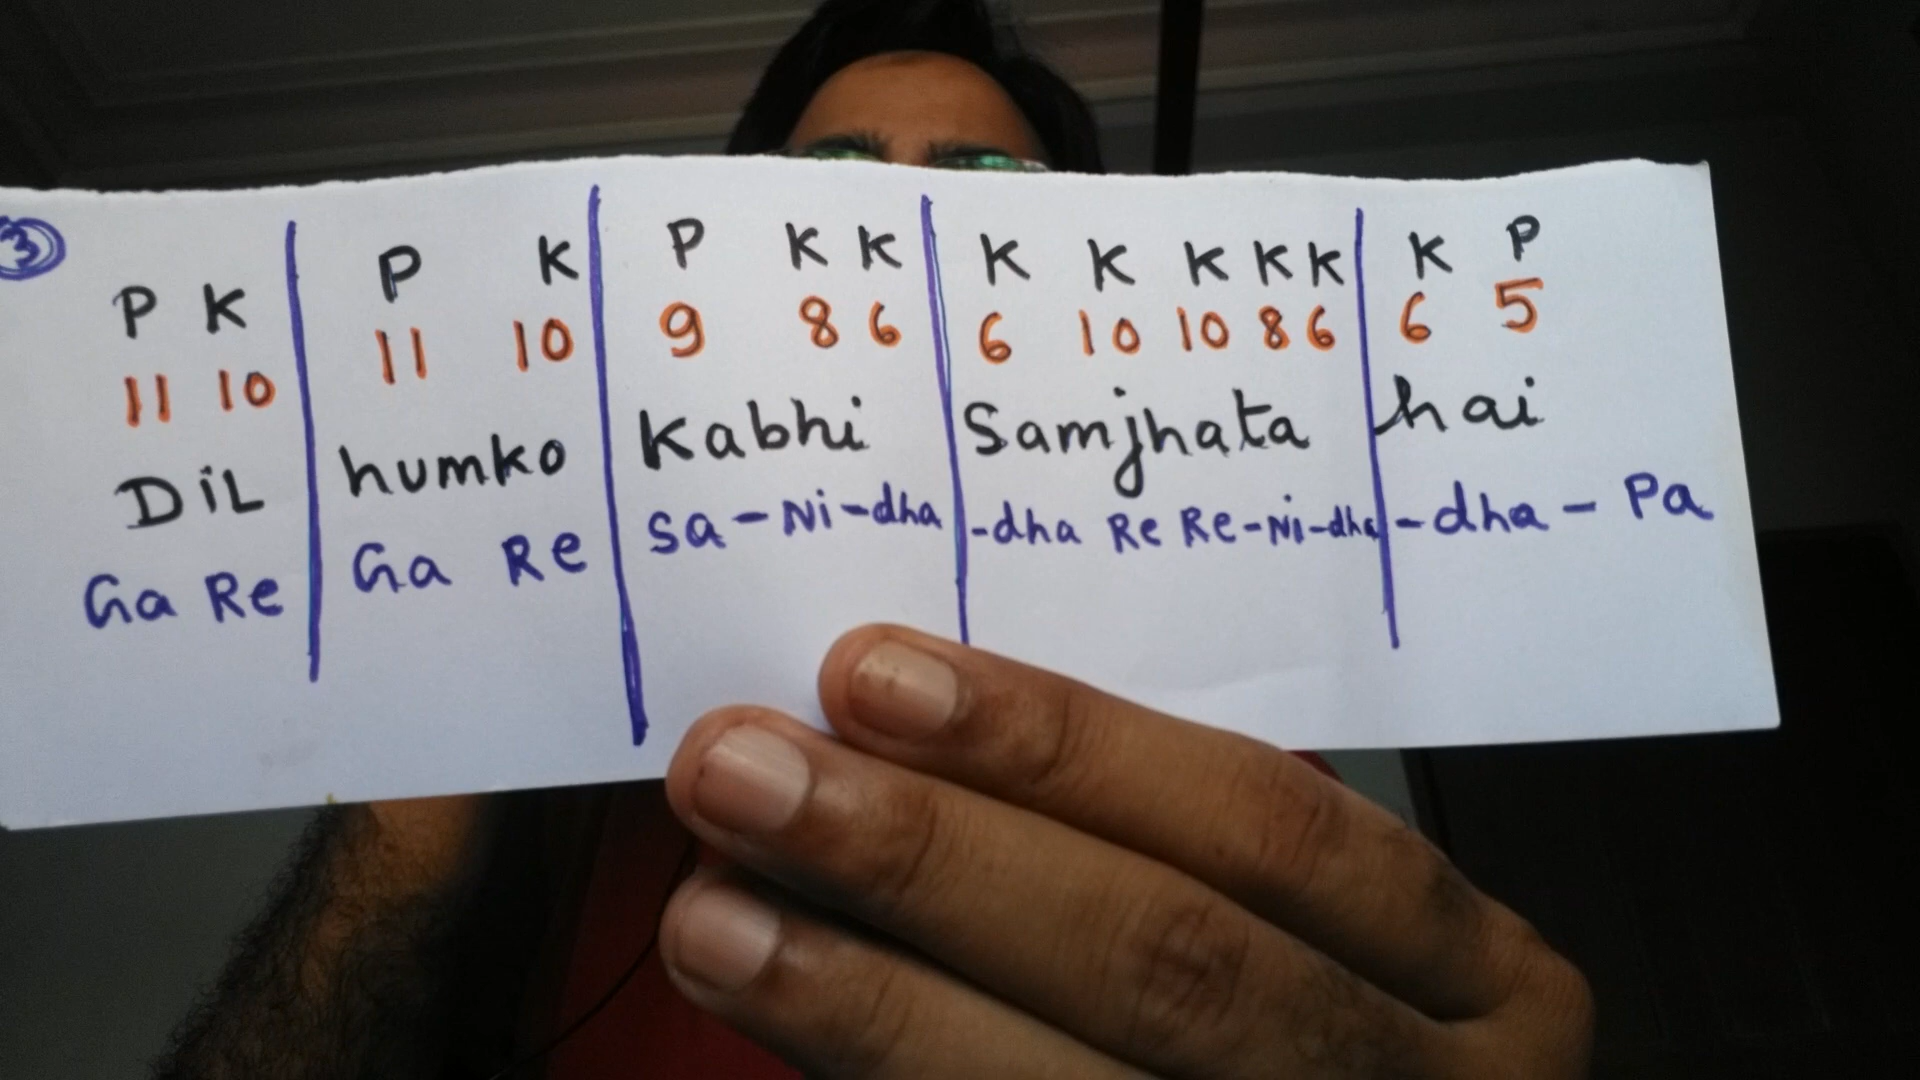 3
P K | P K | P K K | K K K K K | K P
11 10 | 11 10 | 9 8 6 | 6 10 10 8 6 | 6 5
DiL | humko | Kabhi | Samjhata | hai
Ga Re | Ga Re | Sa - Ni - dha | - dha Re Re - Ni - dha | - dha - Pa